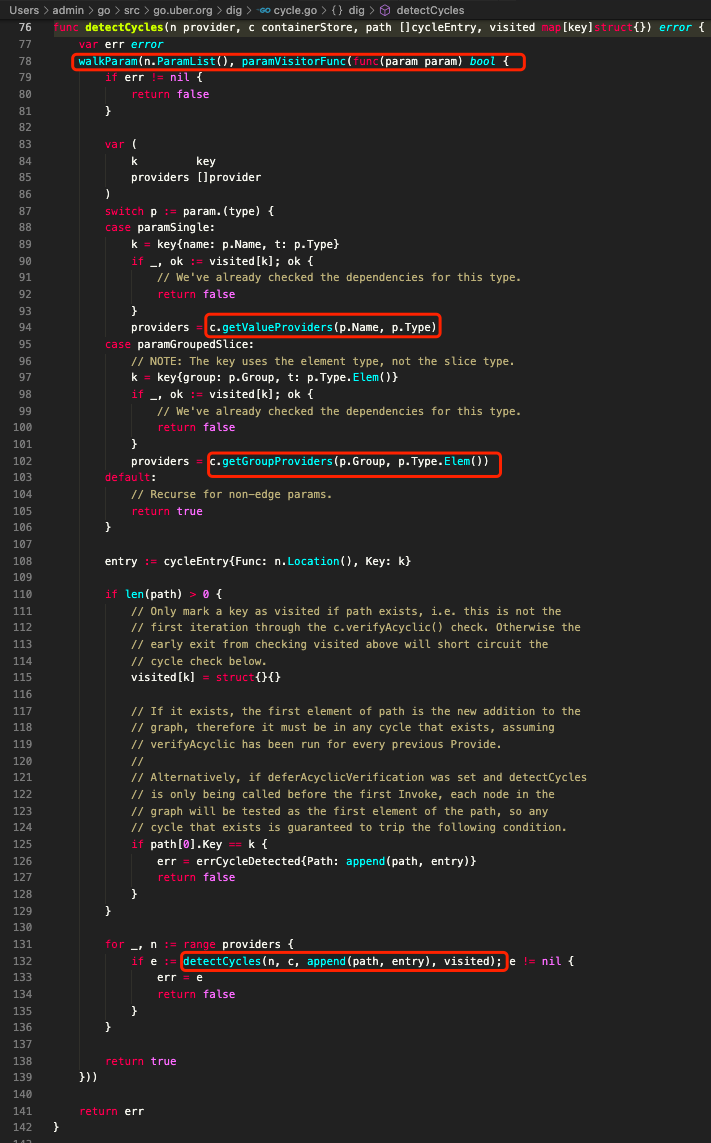 Users > admin > go > src > go.uber.org > dig > cycle.go > {} dig > detectCycles
76 func detectCycles(n provider, c containerStore, path []cycleEntry, visited map[key]struct{}) error {
77     var err error
78     walkParam(n.ParamList(), paramVisitorFunc(func(param param) bool {
79         if err != nil {
80             return false
81         }
82
83         var (
84             k         key
85             providers []provider
86         )
87         switch p := param.(type) {
88         case paramSingle:
89             k = key{name: p.Name, t: p.Type}
90             if _, ok := visited[k]; ok {
91                 // We've already checked the dependencies for this type.
92                 return false
93             }
94             providers = c.getValueProviders(p.Name, p.Type)
95         case paramGroupedSlice:
96             // NOTE: The key uses the element type, not the slice type.
97             k = key{group: p.Group, t: p.Type.Elem()}
98             if _, ok := visited[k]; ok {
99                 // We've already checked the dependencies for this type.
100                 return false
101             }
102             providers = c.getGroupProviders(p.Group, p.Type.Elem())
103         default:
104             // Recurse for non-edge params.
105             return true
106         }
107
108         entry := cycleEntry{Func: n.Location(), Key: k}
109
110         if len(path) > 0 {
111             // Only mark a key as visited if path exists, i.e. this is not the
112             // first iteration through the c.verifyAcyclic() check. Otherwise the
113             // early exit from checking visited above will short circuit the
114             // cycle check below.
115             visited[k] = struct{}{}
116
117             // If it exists, the first element of path is the new addition to the
118             // graph, therefore it must be in any cycle that exists, assuming
119             // verifyAcyclic has been run for every previous Provide.
120             //
121             // Alternatively, if deferAcyclicVerification was set and detectCycles
122             // is only being called before the first Invoke, each node in the
123             // graph will be tested as the first element of the path, so any
124             // cycle that exists is guaranteed to trip the following condition.
125             if path[0].Key == k {
126                 err = errCycleDetected{Path: append(path, entry)}
127                 return false
128             }
129         }
130
131         for _, n := range providers {
132             if e := detectCycles(n, c, append(path, entry), visited); e != nil {
133                 err = e
134                 return false
135             }
136         }
137
138         return true
139     }))
140
141     return err
142 }